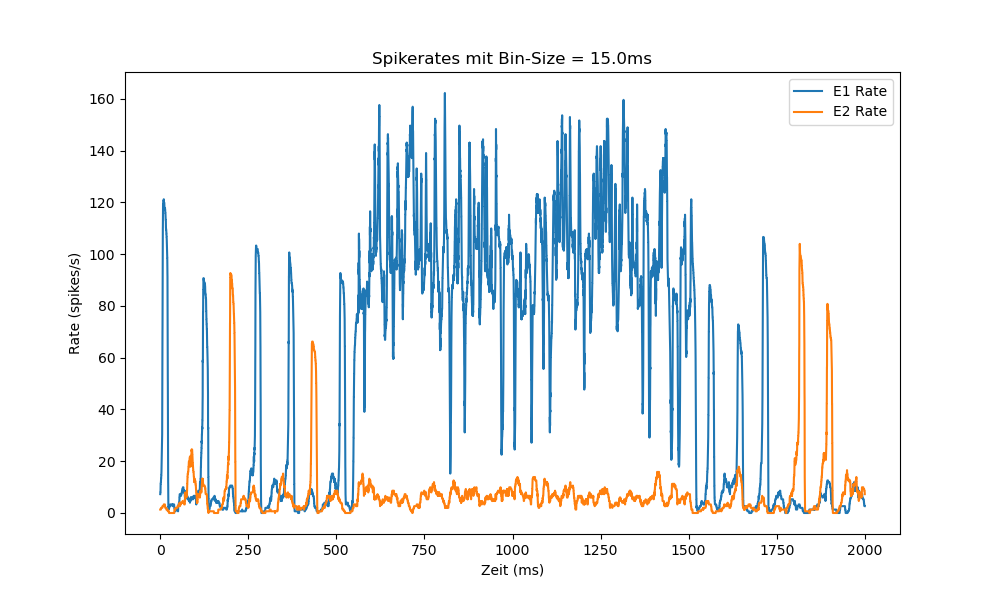 Spikerates mit Bin-Size = 15.0ms
E1 Rate
E2 Rate
160
140
120
100
80
60
40
20
0
Rate (spikes/s)
0 250 500 750 1000 1250 1500 1750 2000
Zeit (ms)